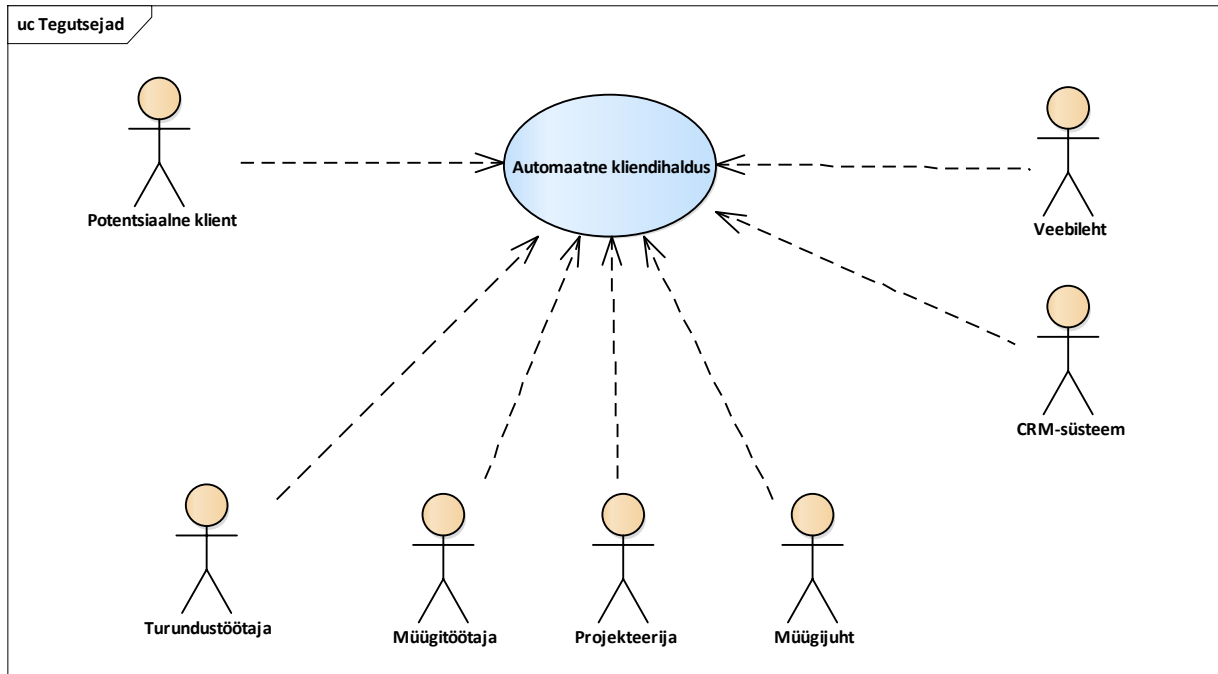 uc Tegutsejad
Automaatne kliendihaldus
Potentsiaalne klient
Veebileht
CRM-süsteem
Turundustöötaja
Müügitöötaja
Projekteerija
Müügijuht